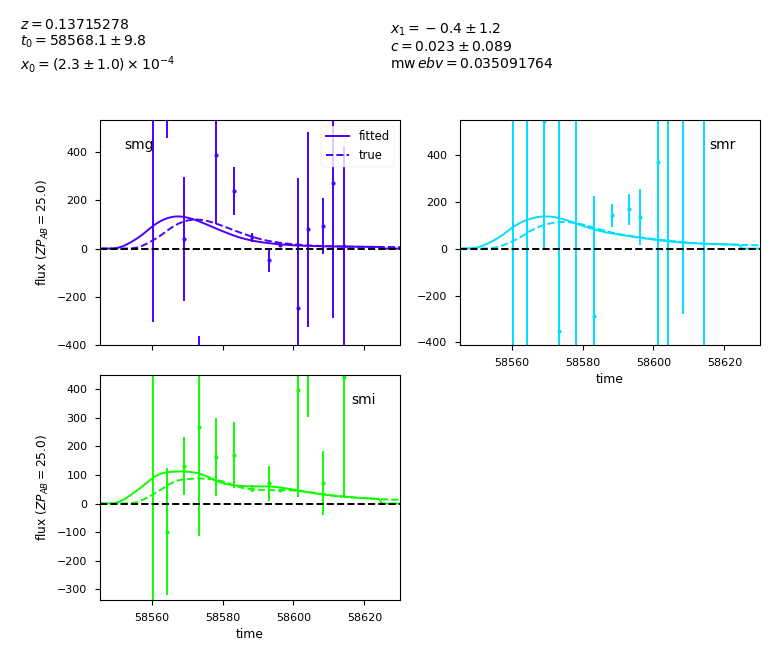 z = 0.13715278
t₀ = 58568.1 ± 9.8
x₀ = (2.3 ± 1.0) × 10⁻⁴
x₁ = −0.4 ± 1.2
c = 0.023 ± 0.089
mw ebv = 0.035091764
smg
fitted
true
400
200
0
−200
−400
flux (ZP_AB = 25.0)
smr
400
200
0
−200
−400
58560
58580
58600
58620
time
smi
400
300
200
100
0
−100
−200
−300
flux (ZP_AB = 25.0)
58560
58580
58600
58620
time